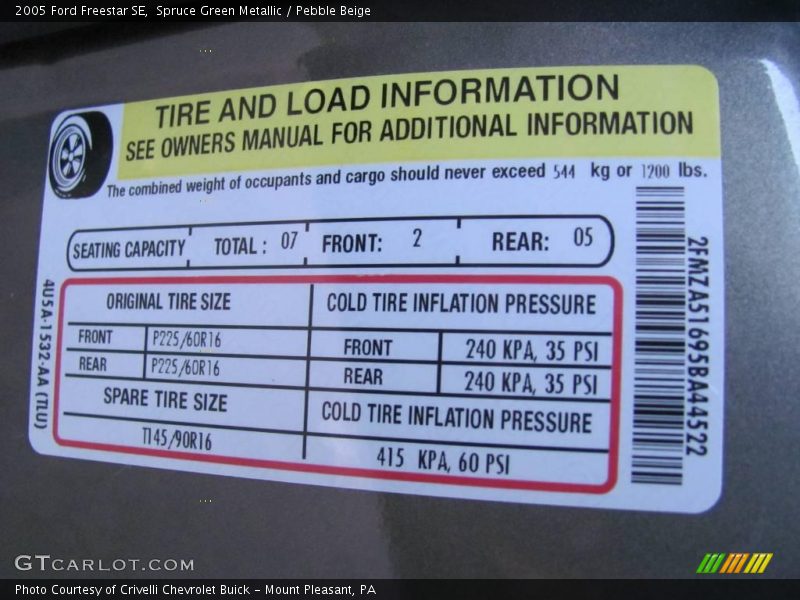 2005 Ford Freestar SE,  Spruce Green Metallic / Pebble Beige
TIRE AND LOAD INFORMATION
SEE OWNERS MANUAL FOR ADDITIONAL INFORMATION
The combined weight of occupants and cargo should never exceed 544 kg or 1200 lbs.
SEATING CAPACITY TOTAL : 07 FRONT: 2 REAR: 05
ORIGINAL TIRE SIZE COLD TIRE INFLATION PRESSURE
FRONT P225/60R16 FRONT 240 KPA, 35 PSI
REAR P225/60R16 REAR 240 KPA, 35 PSI
SPARE TIRE SIZE COLD TIRE INFLATION PRESSURE
T145/90R16 415 KPA, 60 PSI
4U5A-1532-AA (TLU)
2FMZA51695BA44522
GTCARLOT.COM
Photo Courtesy of Crivelli Chevrolet Buick – Mount Pleasant, PA